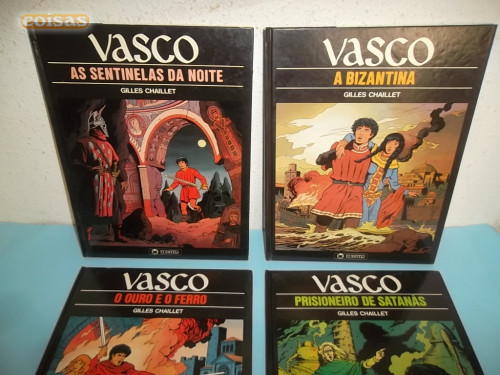 coisas
VASCO
AS SENTINELAS DA NOITE
GILLES CHAILLET
VASCO
A BIZANTINA
GILLES CHAILLET
VASCO
O OURO E O FERRO
GILLES CHAILLET
VASCO
PRISIONEIRO DE SATANÁS
GILLES CHAILLET